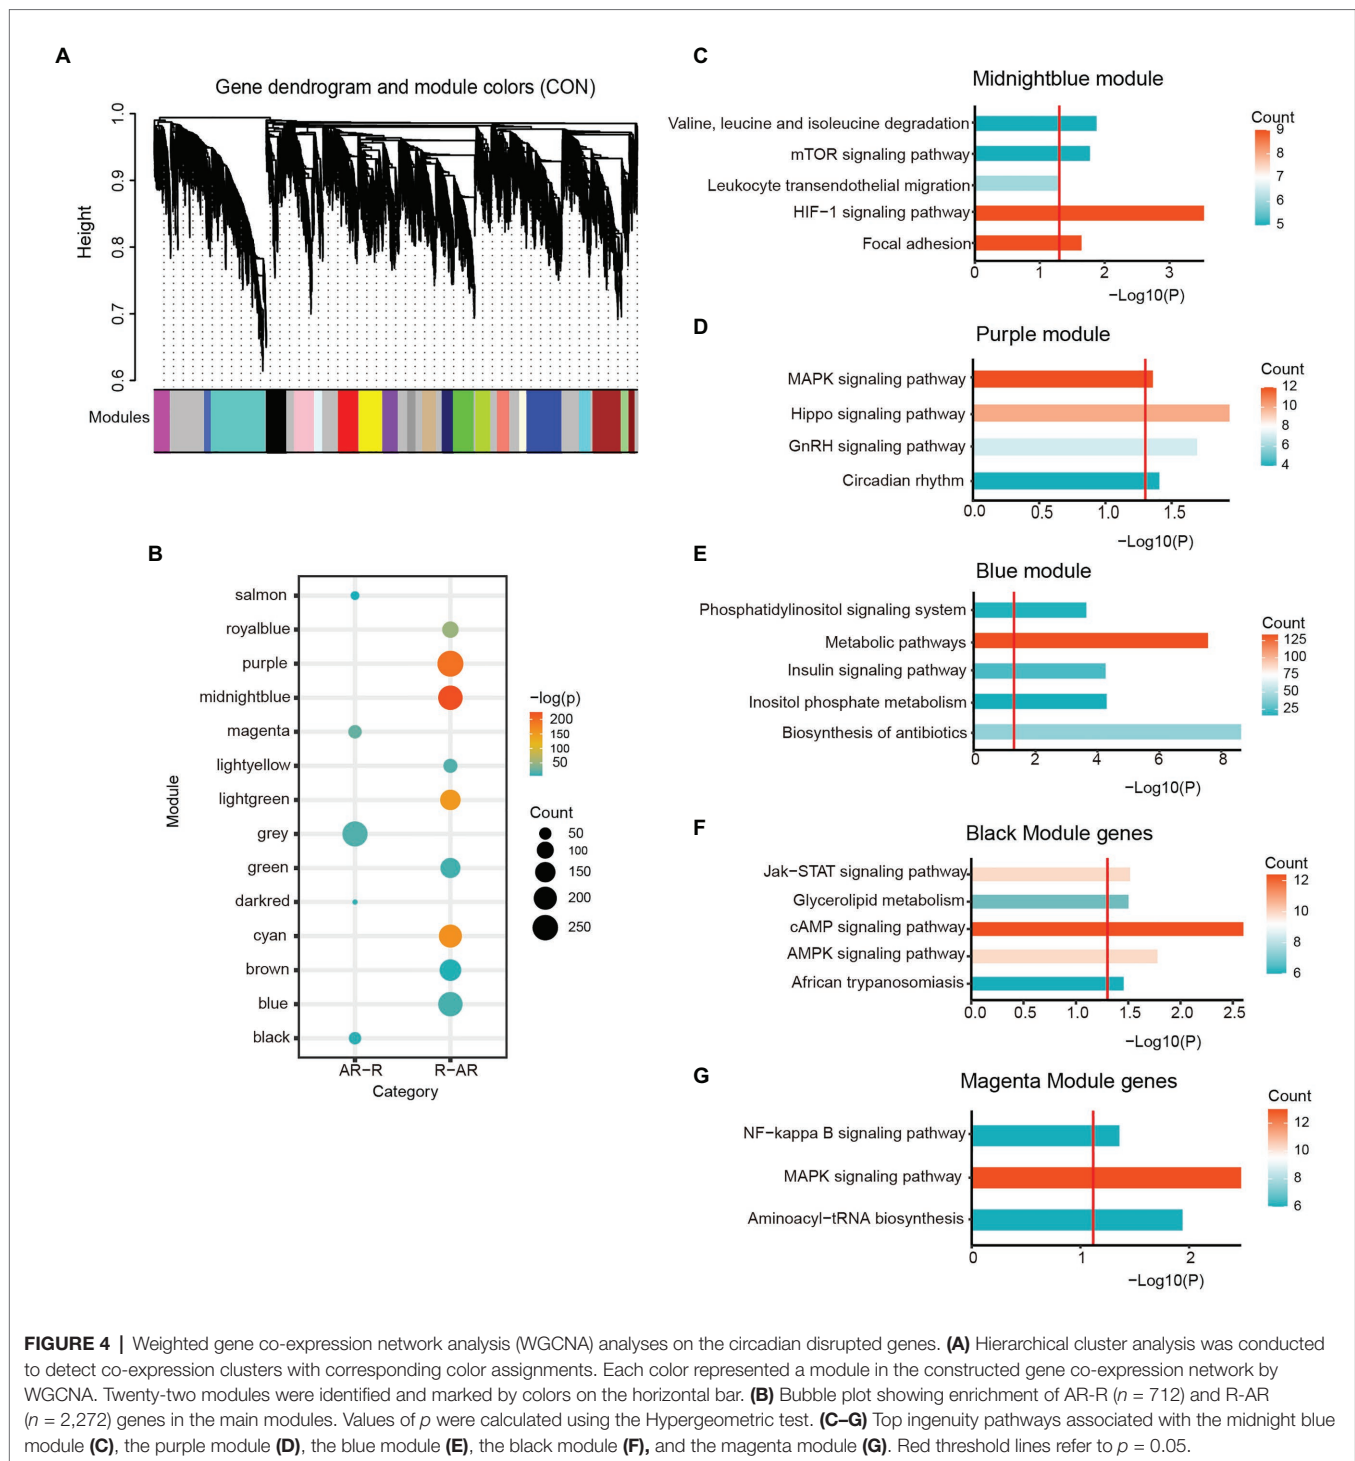 A
Gene dendrogram and module colors (CON)
Height
1.0
0.9
0.8
0.7
0.6
Modules
B
Module
salmon
royalblue
purple
midnightblue
magenta
lightyellow
lightgreen
grey
green
darkred
cyan
brown
blue
black
AR−R
R−AR
Category
−log(p)
200
150
100
50
Count
50
100
150
200
250
C
Midnightblue module
Valine, leucine and isoleucine degradation
mTOR signaling pathway
Leukocyte transendothelial migration
HIF−1 signaling pathway
Focal adhesion
0 1 2 3
−Log10(P)
Count
9
8
7
6
5
D
Purple module
MAPK signaling pathway
Hippo signaling pathway
GnRH signaling pathway
Circadian rhythm
0.0 0.5 1.0 1.5
−Log10(P)
Count
12
10
8
6
4
E
Blue module
Phosphatidylinositol signaling system
Metabolic pathways
Insulin signaling pathway
Inositol phosphate metabolism
Biosynthesis of antibiotics
0 2 4 6 8
−Log10(P)
Count
125
100
75
50
25
F
Black Module genes
Jak−STAT signaling pathway
Glycerolipid metabolism
cAMP signaling pathway
AMPK signaling pathway
African trypanosomiasis
0.0 0.5 1.0 1.5 2.0 2.5
−Log10(P)
Count
12
10
8
6
G
Magenta Module genes
NF−kappa B signaling pathway
MAPK signaling pathway
Aminoacyl−tRNA biosynthesis
0 1 2
−Log10(P)
Count
12
10
8
6
FIGURE 4 | Weighted gene co-expression network analysis (WGCNA) analyses on the circadian disrupted genes. (A) Hierarchical cluster analysis was conducted
to detect co-expression clusters with corresponding color assignments. Each color represented a module in the constructed gene co-expression network by
WGCNA. Twenty-two modules were identified and marked by colors on the horizontal bar. (B) Bubble plot showing enrichment of AR-R (n = 712) and R-AR
(n = 2,272) genes in the main modules. Values of p were calculated using the Hypergeometric test. (C–G) Top ingenuity pathways associated with the midnight blue
module (C), the purple module (D), the blue module (E), the black module (F), and the magenta module (G). Red threshold lines refer to p = 0.05.